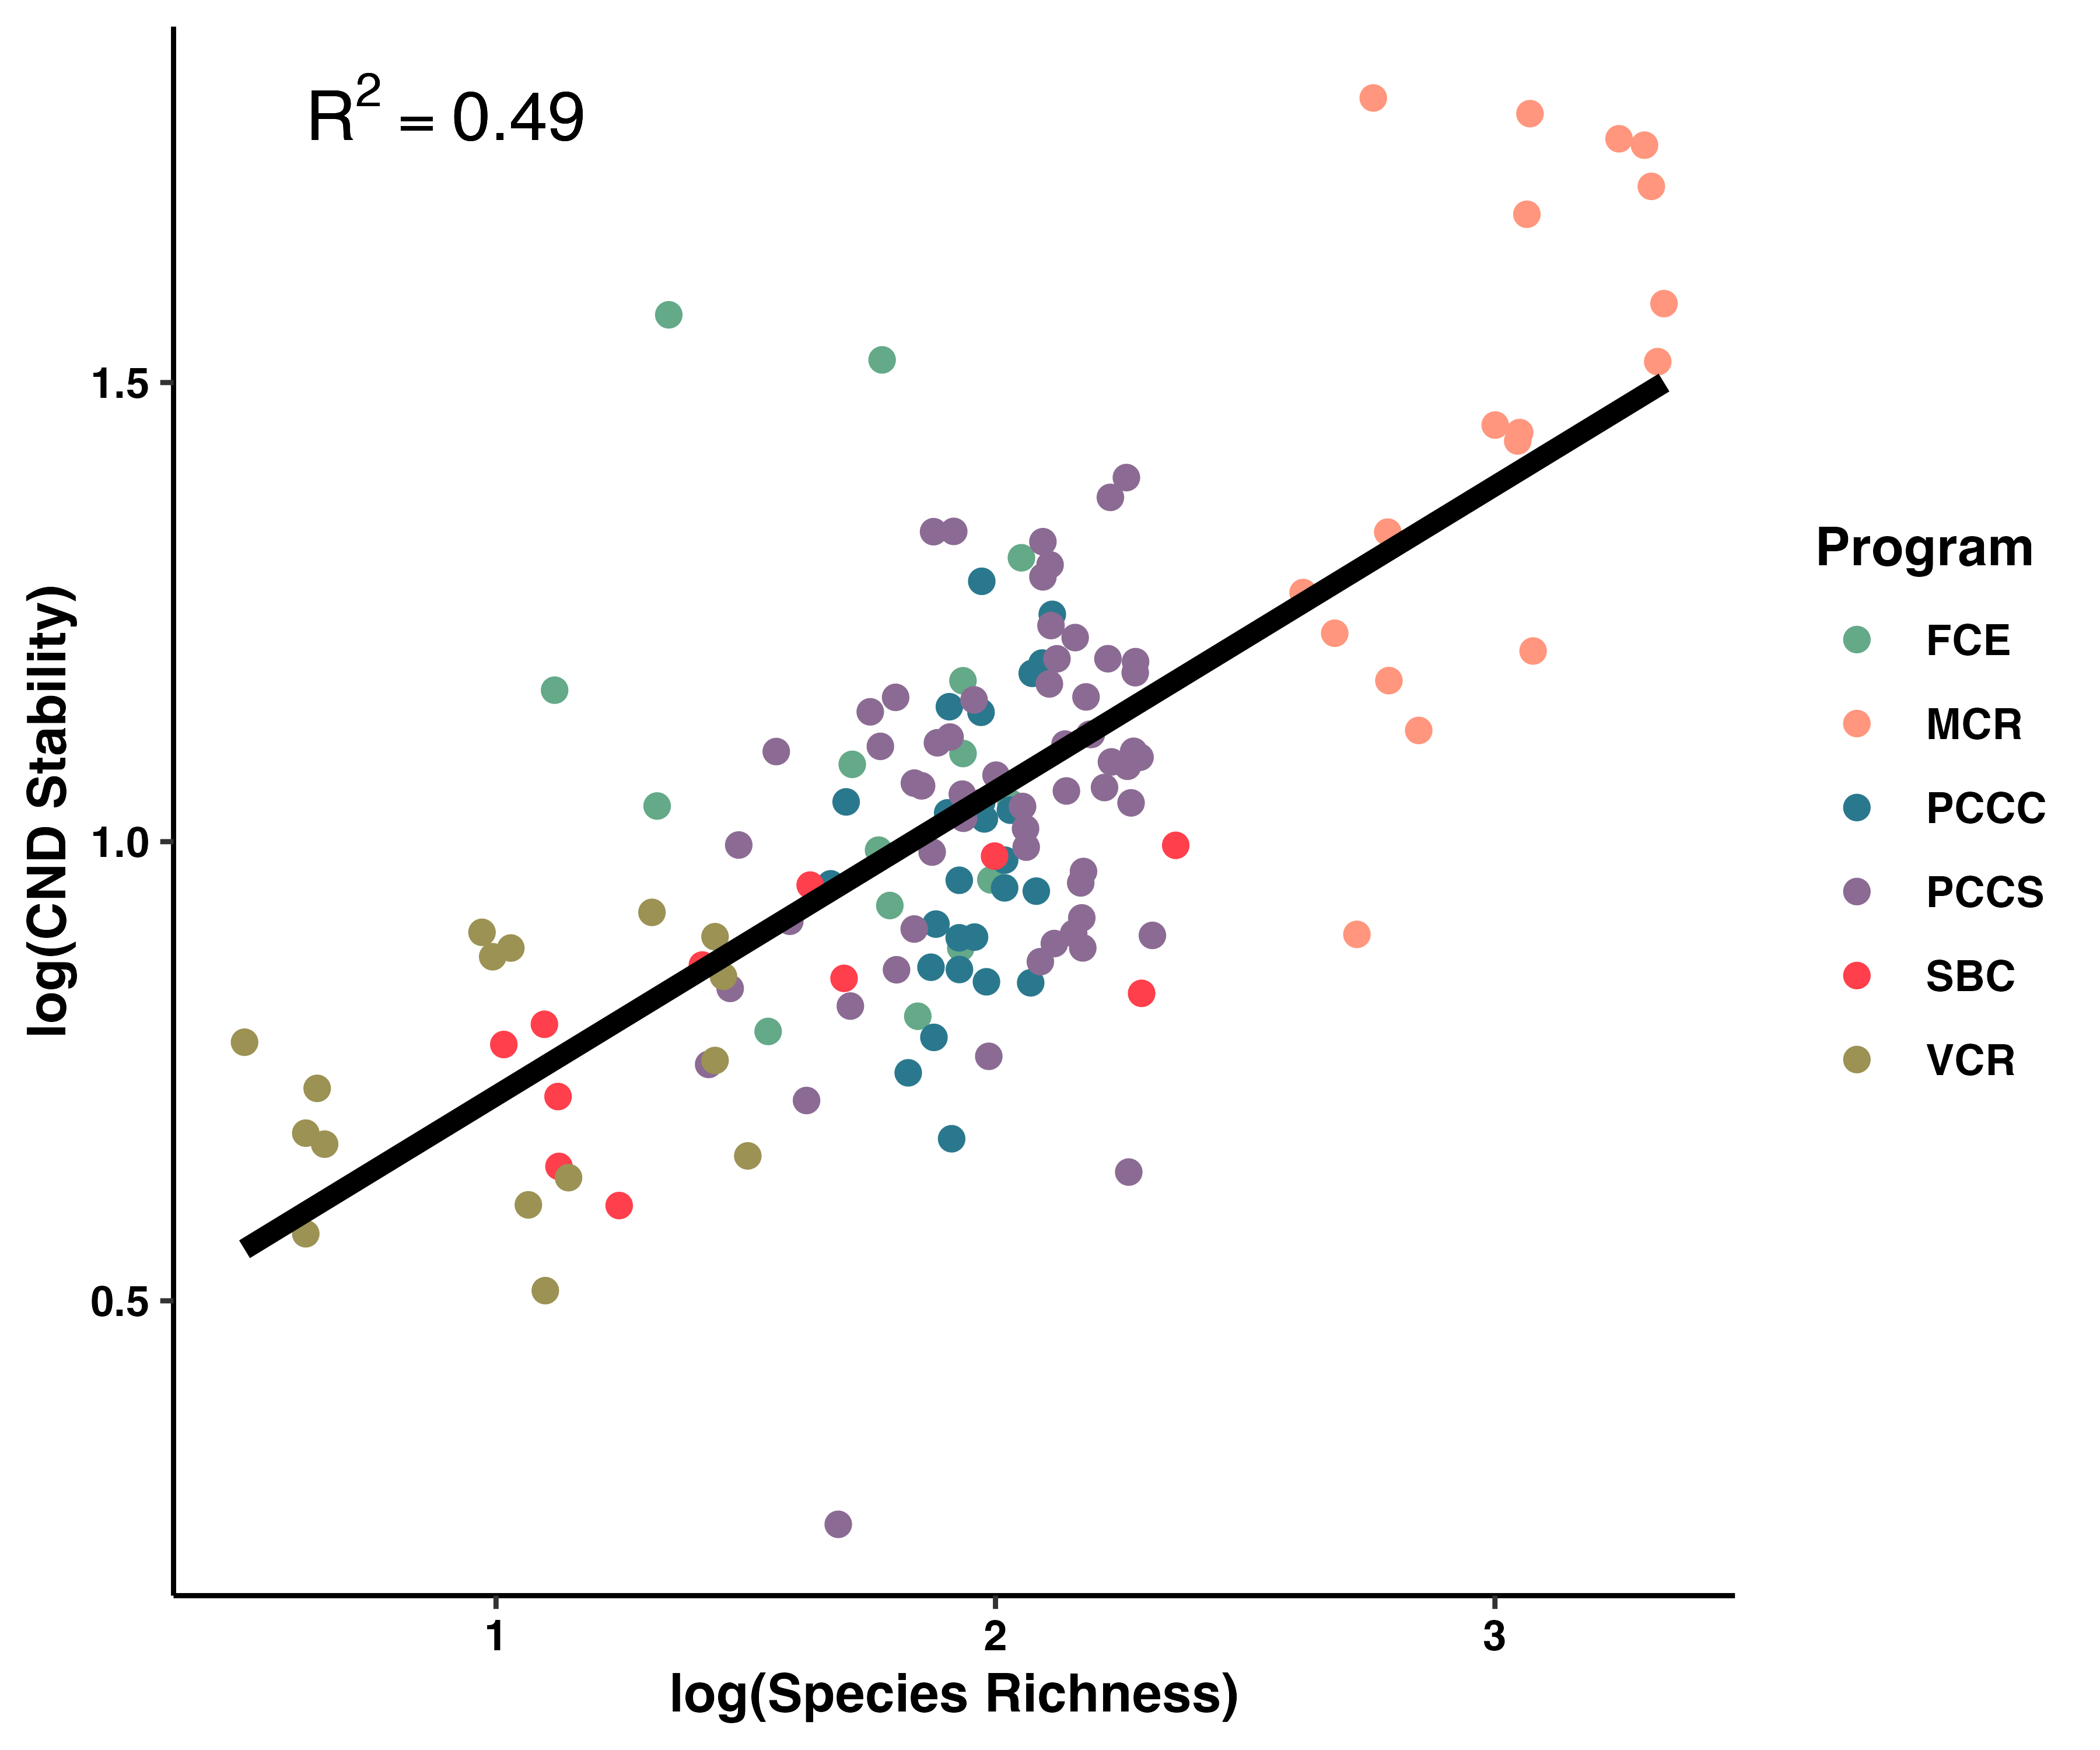 R² = 0.49
1.5
1.0
0.5
log(CND Stability)
1 2 3
log(Species Richness)
Program
FCE
MCR
PCCC
PCCS
SBC
VCR